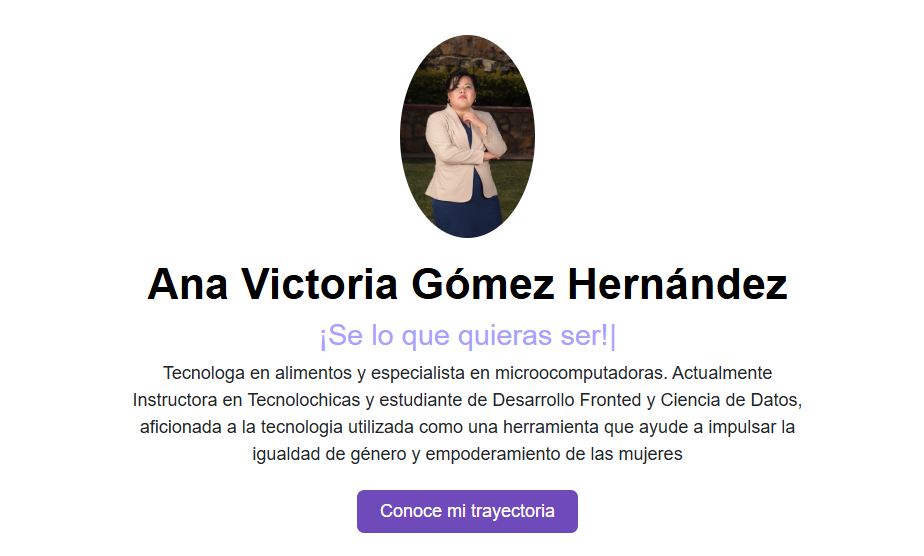 Ana Victoria Gómez Hernández
¡Se lo que quieras ser!|
Tecnologa en alimentos y especialista en microocomputadoras. Actualmente
Instructora en Tecnolochicas y estudiante de Desarrollo Fronted y Ciencia de Datos,
aficionada a la tecnologia utilizada como una herramienta que ayude a impulsar la
igualdad de género y empoderamiento de las mujeres
Conoce mi trayectoria